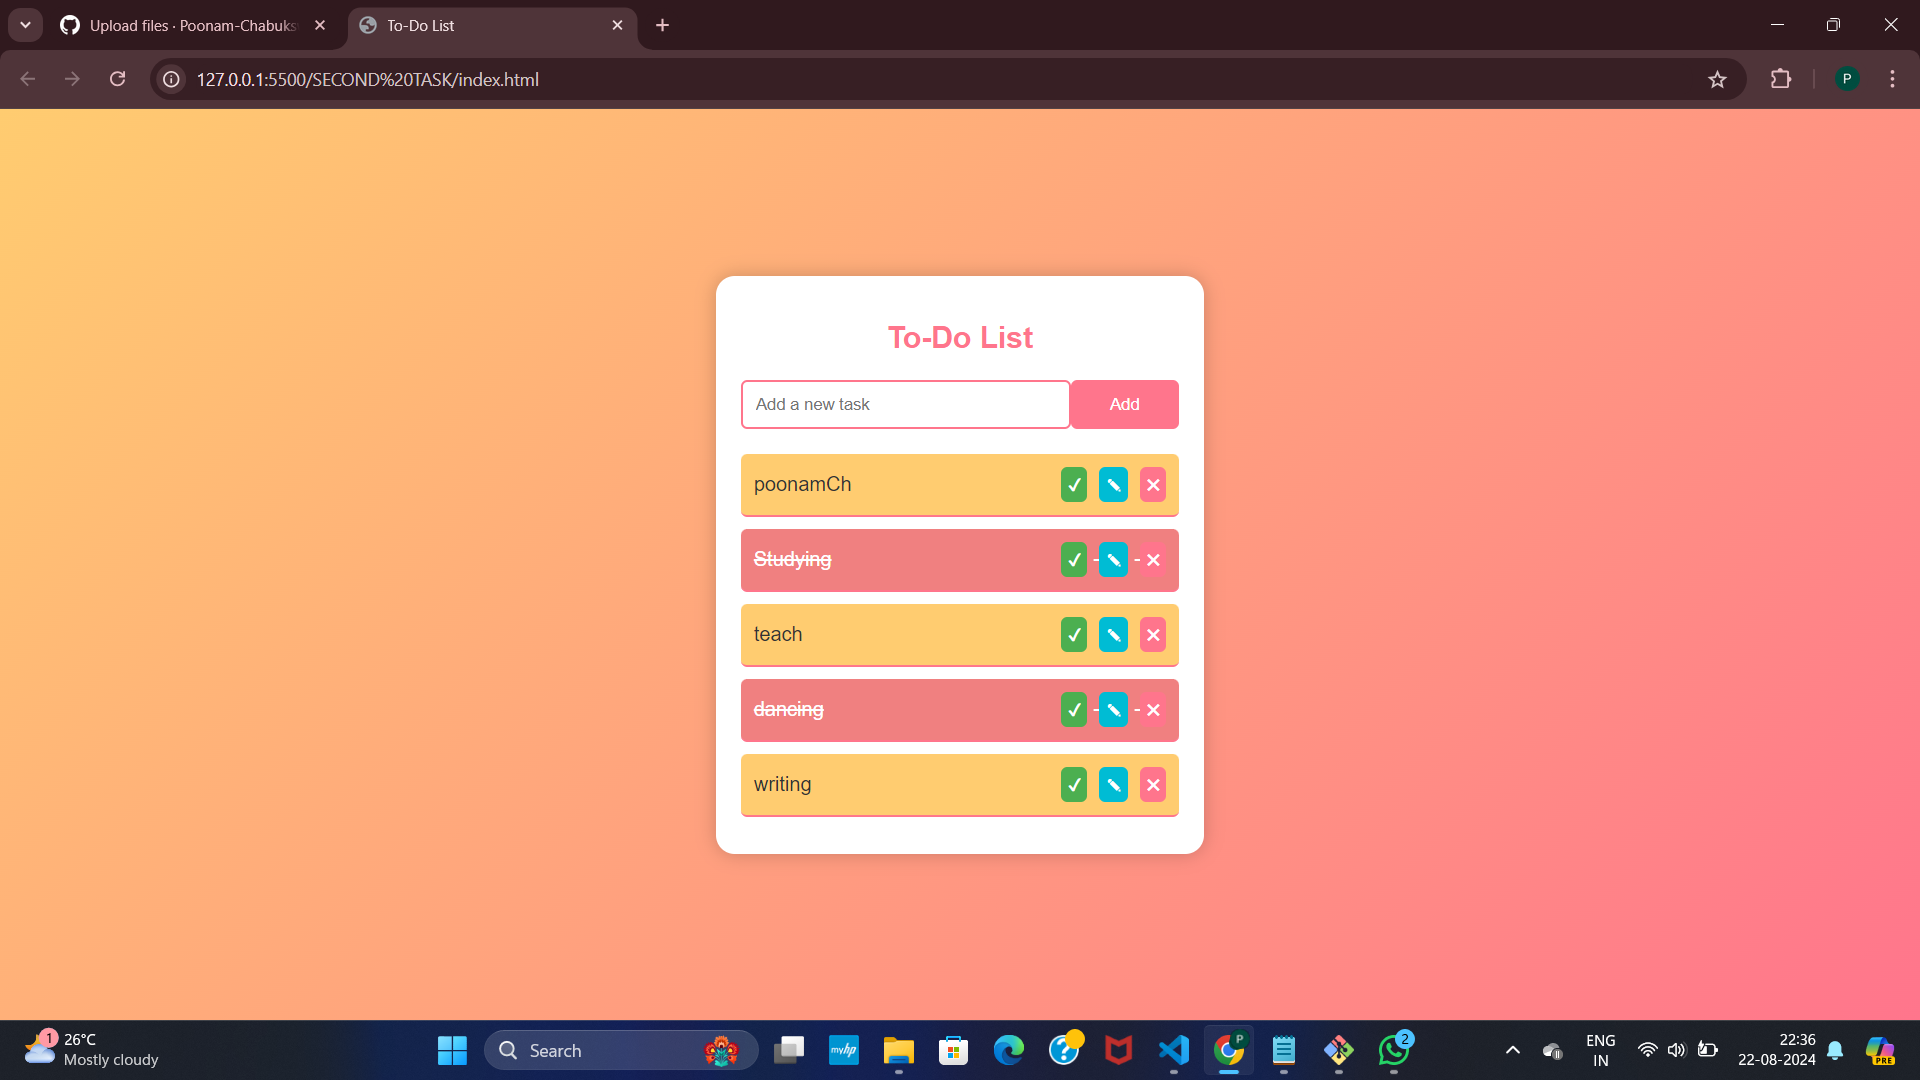 Upload files · Poonam-Chabuks
To-Do List
127.0.0.1:5500/SECOND%20TASK/index.html
P
To-Do List
Add a new task
Add
poonamCh
Studying
teach
dancing
writing
1
26°C
Mostly cloudy
Search
myhp
P
2
ENG
IN
22:36
22-08-2024
PRE